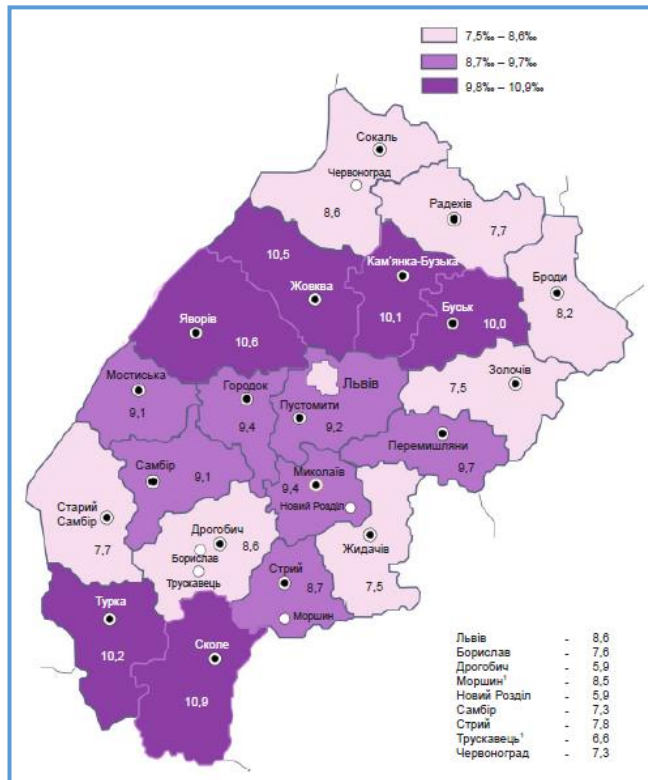 7,5‰ – 8,6‰
8,7‰ – 9,7‰
9,8‰ – 10,9‰
Сокаль
Червоноград
8,6
Радехів
7,7
10,5
Кам'янка-Бузька
Броди
8,2
Жовква
Яворів
10,1
Буськ
10,0
10,6
Мостиська
9,1
Городок
9,4
Львів
Пустомити
9,2
Золочів
7,5
Перемишляни
9,7
Самбір
9,1
Миколаїв
9,4
Новий Розділ
Старий
Самбір
7,7
Дрогобич
8,6
Борислав
Трускавець
Жидачів
7,5
Стрий
8,7
Моршин
Турка
10,2
Сколе
10,9
Львів - 8,6
Борислав - 7,6
Дрогобич - 5,9
Моршин¹ - 8,5
Новий Розділ - 5,9
Самбір - 7,3
Стрий - 7,8
Трускавець¹ - 6,6
Червоноград - 7,3